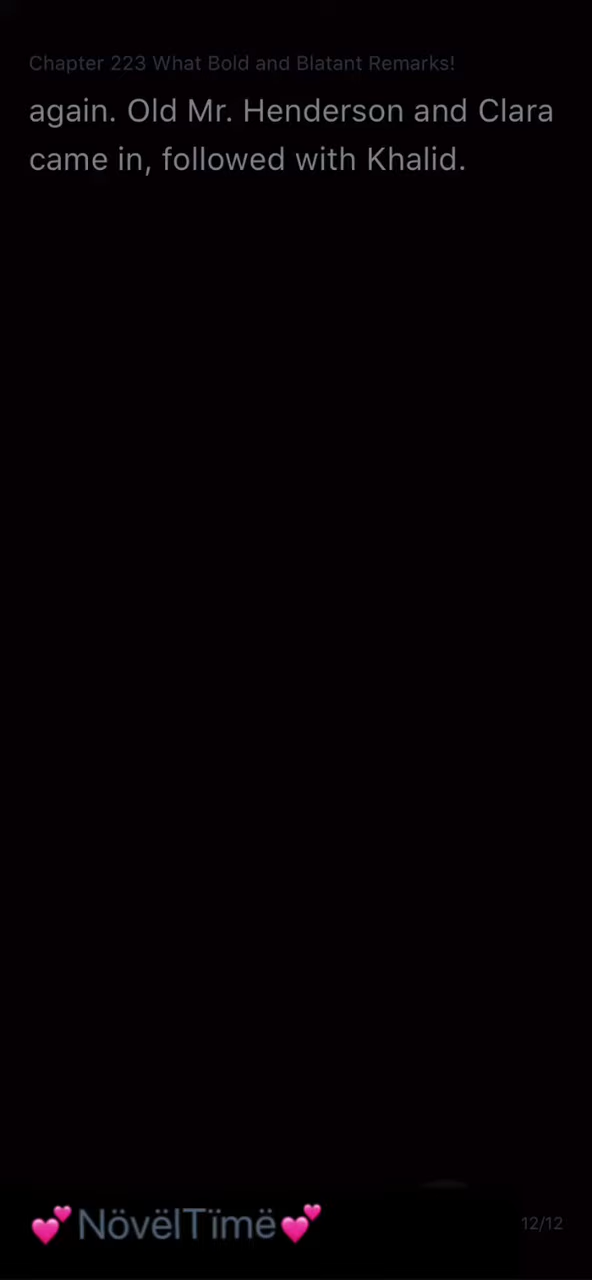 Chapter 223 What Bold and Blatant Remarks!
again. Old Mr. Henderson and Clara
came in, followed with Khalid.
💕NövëlTïmë💕
12/12